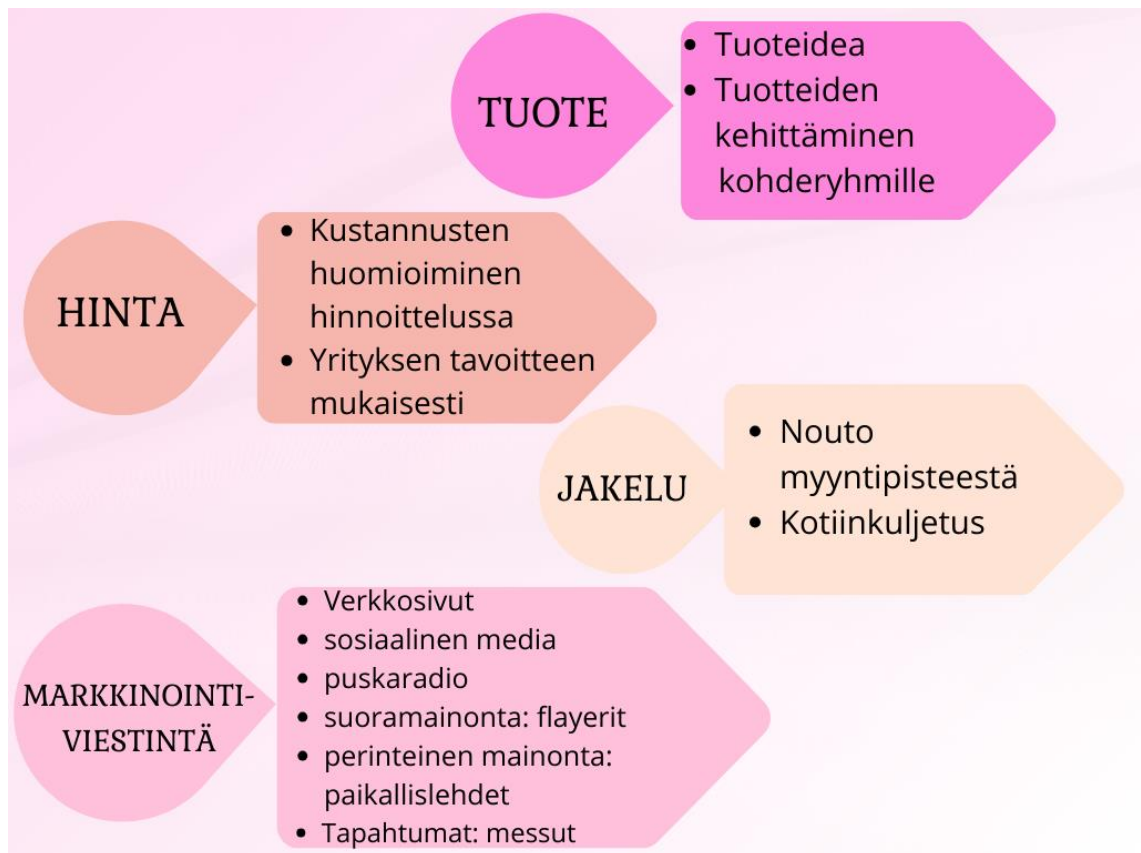 TUOTE
• Tuoteidea
• Tuotteiden
kehittäminen
kohderyhmille
HINTA
• Kustannusten
huomioiminen
hinnoittelussa
• Yrityksen tavoitteen
mukaisesti
JAKELU
• Nouto
myyntipisteestä
• Kotiinkuljetus
MARKKINOINTI-
VIESTINTÄ
• Verkkosivut
• sosiaalinen media
• puskaradio
• suoramainonta: flayerit
• perinteinen mainonta:
paikallislehdet
• Tapahtumat: messut